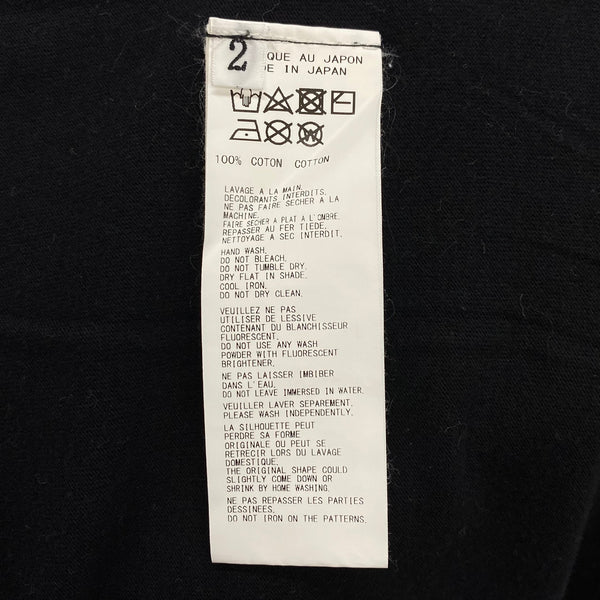 2
QUE AU JAPON
E IN JAPAN
W
100% COTON COTTON
LAVAGE A LA MAIN.
DECOLORANTS INTERDITS.
NE PAS FAIRE SECHER A LA
MACHINE.
FAIRE SECHER A PLAT A L'OMBRE.
REPASSER AU FER TIEDE.
NETTOYAGE A SEC INTERDIT.
HAND WASH.
DO NOT BLEACH.
DO NOT TUMBLE DRY.
DRY FLAT IN SHADE.
COOL IRON.
DO NOT DRY CLEAN.
VEUILLEZ NE PAS
UTILISER DE LESSIVE
CONTENANT DU BLANCHISSEUR
FLUORESCENT.
DO NOT USE ANY WASH
POWDER WITH FLUORESCENT
BRIGHTENER.
NE PAS LAISSER IMBIBER
DANS L'EAU.
DO NOT LEAVE IMMERSED IN WATER.
VEUILLER LAVER SEPAREMENT.
PLEASE WASH INDEPENDENTLY.
LA SILHOUETTE PEUT
PERDRE SA FORME
ORIGINALE OU PEUT SE
RETRECIR LORS DU LAVAGE
DOMESTIQUE.
THE ORIGINAL SHAPE COULD
SLIGHTLY COME DOWN OR
SHRINK BY HOME WASHING.
NE PAS REPASSER LES PARTIES
DESSINEES.
DO NOT IRON ON THE PATTERNS.